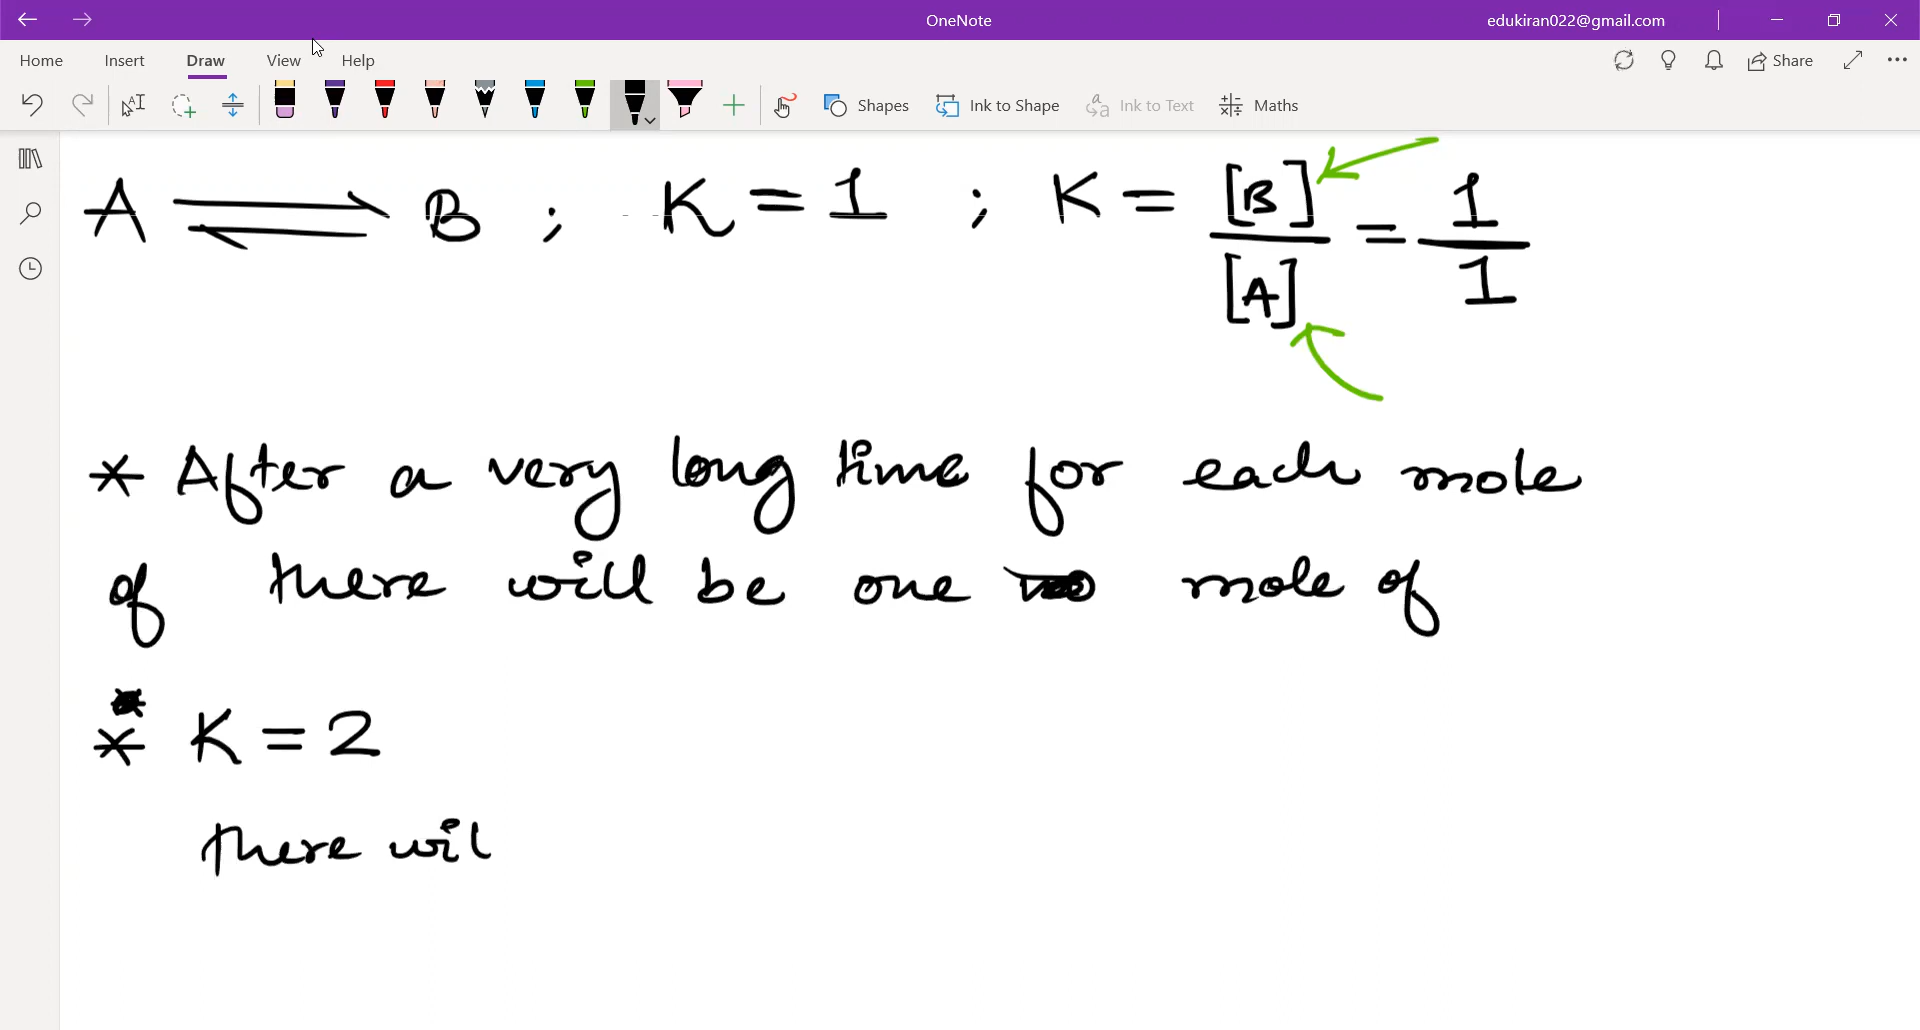 OneNote
edukiran022@gmail.com
Home Insert Draw View Help Share
Shapes Ink to Shape Ink to Text Maths
A ⇌ B ; K = 1 ; K = [B]/[A] = 1/1
* After a very long time for each mole
of there will be one mole of
* K = 2
there wil